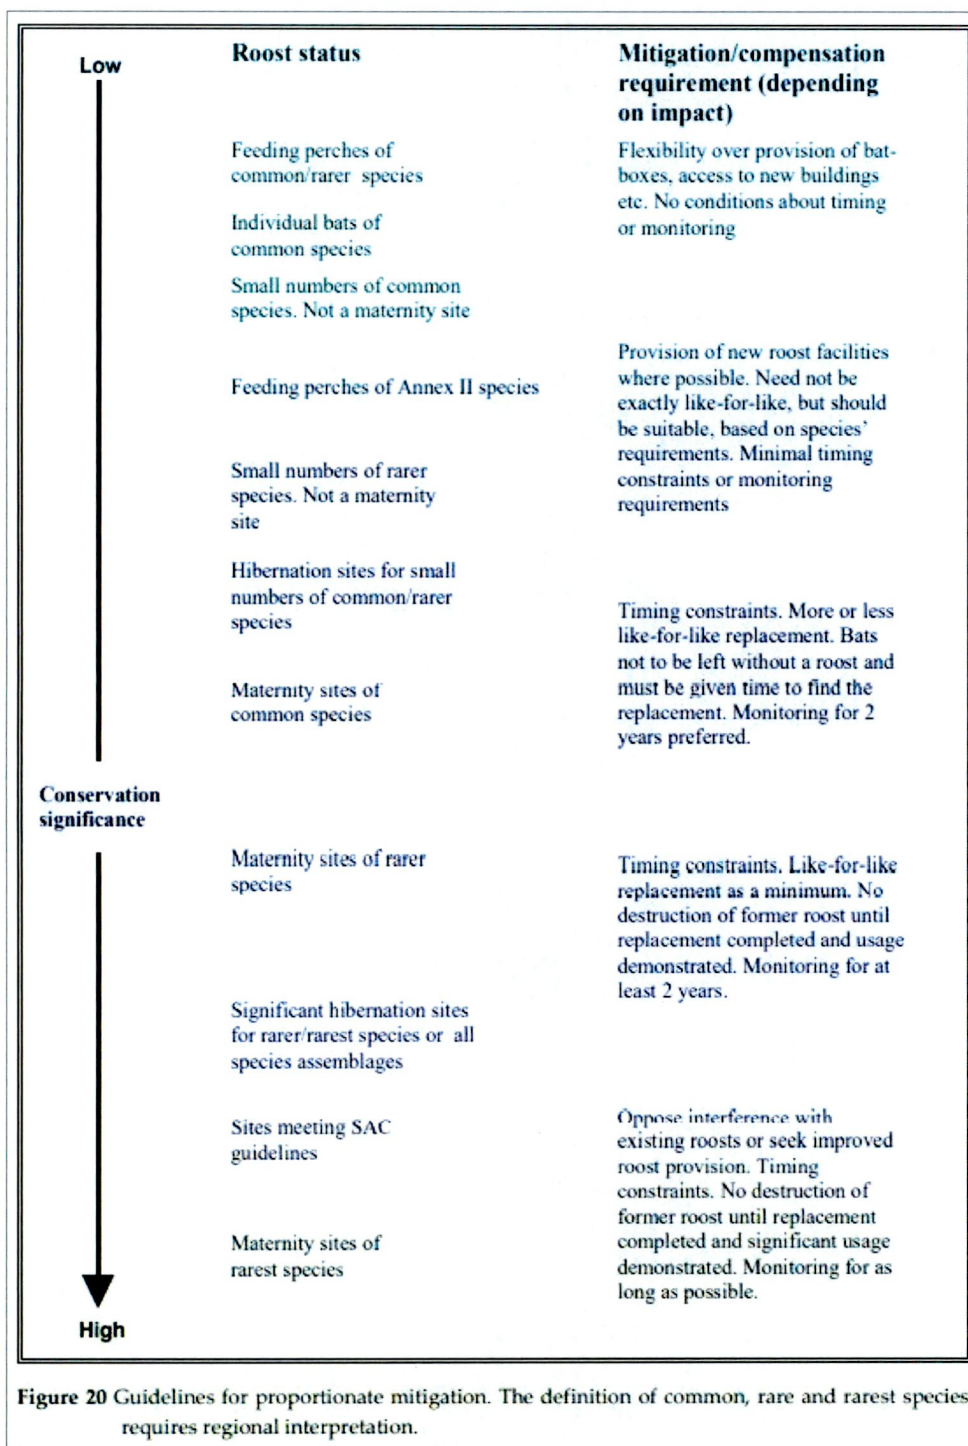 Low
Roost status
Mitigation/compensation
requirement (depending
on impact)
Feeding perches of
common/rarer species
Flexibility over provision of bat-
boxes, access to new buildings
etc. No conditions about timing
or monitoring
Individual bats of
common species
Small numbers of common
species. Not a maternity site
Feeding perches of Annex II species
Provision of new roost facilities
where possible. Need not be
exactly like-for-like, but should
be suitable, based on species'
requirements. Minimal timing
constraints or monitoring
requirements
Small numbers of rarer
species. Not a maternity
site
Hibernation sites for small
numbers of common/rarer
species
Timing constraints. More or less
like-for-like replacement. Bats
not to be left without a roost and
must be given time to find the
replacement. Monitoring for 2
years preferred.
Maternity sites of
common species
Conservation
significance
Maternity sites of rarer
species
Timing constraints. Like-for-like
replacement as a minimum. No
destruction of former roost until
replacement completed and usage
demonstrated. Monitoring for at
least 2 years.
Significant hibernation sites
for rarer/rarest species or all
species assemblages
Sites meeting SAC
guidelines
Oppose interference with
existing roosts or seek improved
roost provision. Timing
constraints. No destruction of
former roost until replacement
completed and significant usage
demonstrated. Monitoring for as
long as possible.
Maternity sites of
rarest species
High
Figure 20 Guidelines for proportionate mitigation. The definition of common, rare and rarest species
requires regional interpretation.